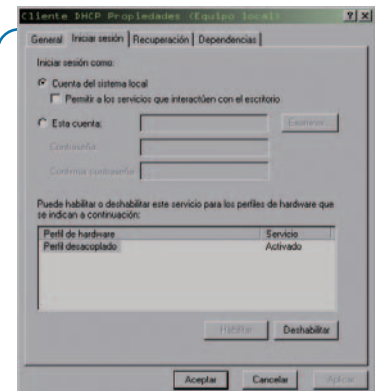 Cliente DHCP Propiedades (Equipo local)
General Iniciar sesión Recuperación Dependencias
Iniciar sesión como:
Cuenta del sistema local
Permitir a los servicios que interactúen con el escritorio
Esta cuenta: Examinar...
Contraseña:
Confirmar contraseña:
Puede habilitar o deshabilitar este servicio para los perfiles de hardware que
se indican a continuación:
Perfil de hardware Servicio
Perfil desacoplado Activado
Habilitar Deshabilitar
Aceptar Cancelar Aplicar